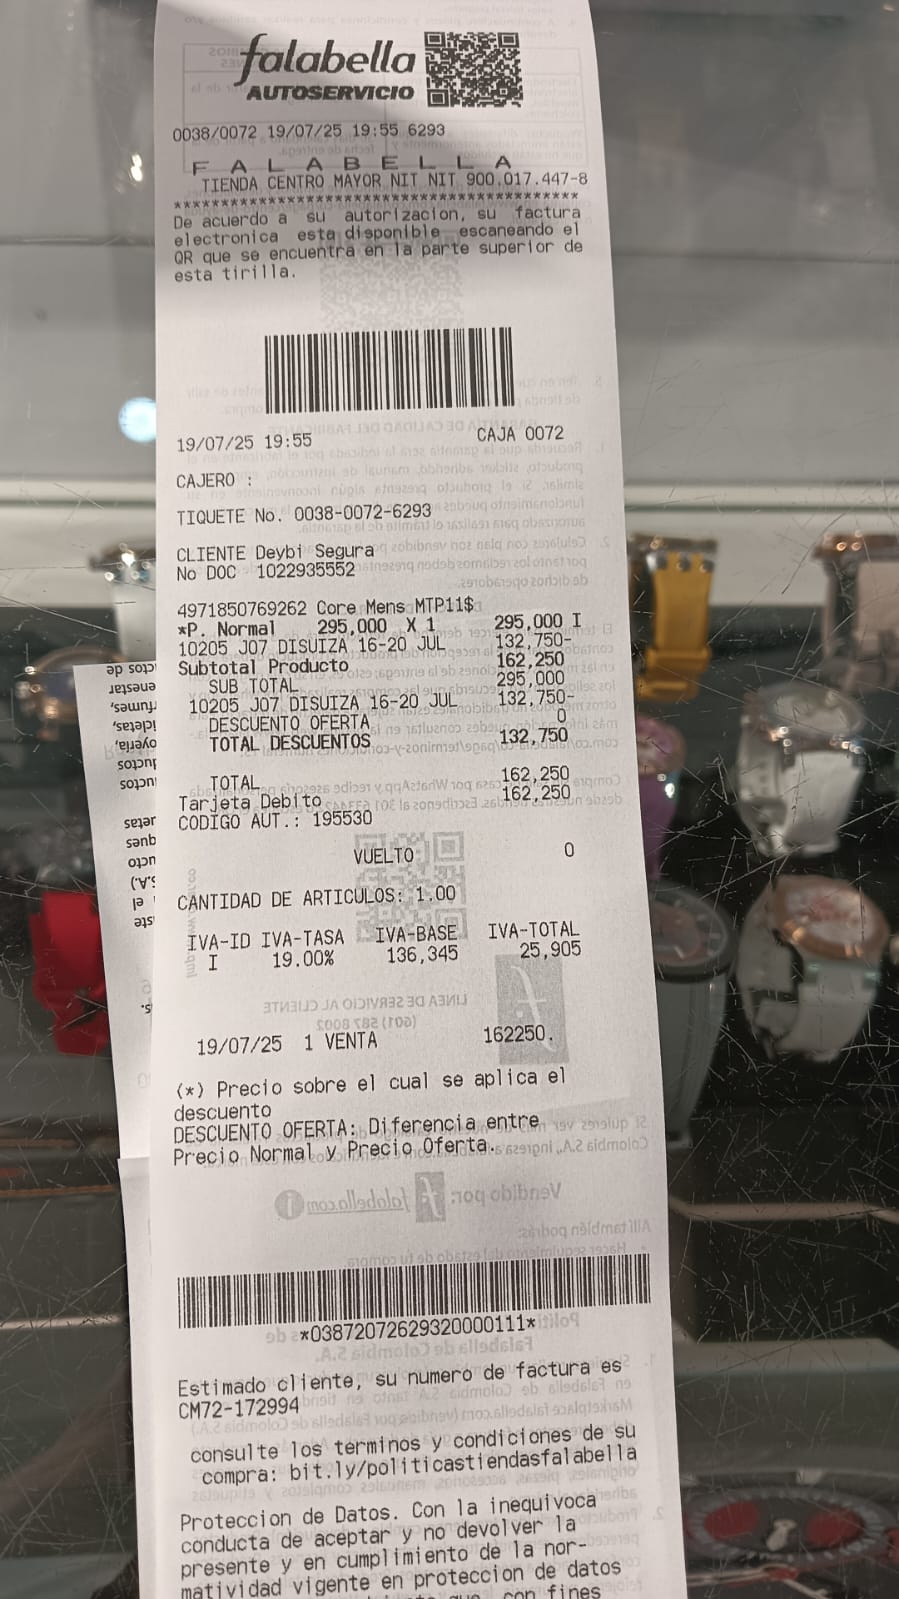 falabella
AUTOSERVICIO
0038/0072 19/07/25 19:55 6293
F A L A B E L L A
TIENDA CENTRO MAYOR NIT NIT 900.017.447-8
*******************************************
De acuerdo a su autorizacion, su factura
electronica esta disponible escaneando el
QR que se encuentra en la parte superior de
esta tirilla.
19/07/25 19:55 CAJA 0072
CAJERO :
TIQUETE No. 0038-0072-6293
CLIENTE Deybi Segura
No DOC 1022935552
4971850769262 Core Mens MTP11$
*P. Normal 295,000 X 1 295,000 I
10205 J07 DISUIZA 16-20 JUL 132,750-
Subtotal Producto 162,250
SUB TOTAL 295,000
10205 J07 DISUIZA 16-20 JUL 132,750-
DESCUENTO OFERTA 0
TOTAL DESCUENTOS 132,750
TOTAL 162,250
Tarjeta Debito 162,250
CODIGO AUT.: 195530
VUELTO 0
CANTIDAD DE ARTICULOS: 1.00
IVA-ID IVA-TASA IVA-BASE IVA-TOTAL
I 19.00% 136,345 25,905
19/07/25 1 VENTA 162250.
(*) Precio sobre el cual se aplica el
descuento
DESCUENTO OFERTA: Diferencia entre
Precio Normal y Precio Oferta.
*03872072629320000111*
Estimado cliente, su numero de factura es
CM72-172994
consulte los terminos y condiciones de su
compra: bit.ly/politicastiendasfalabella
Proteccion de Datos. Con la inequivoca
conducta de aceptar y no devolver la
presente y en cumplimiento de la nor-
matividad vigente en proteccion de datos
con fines